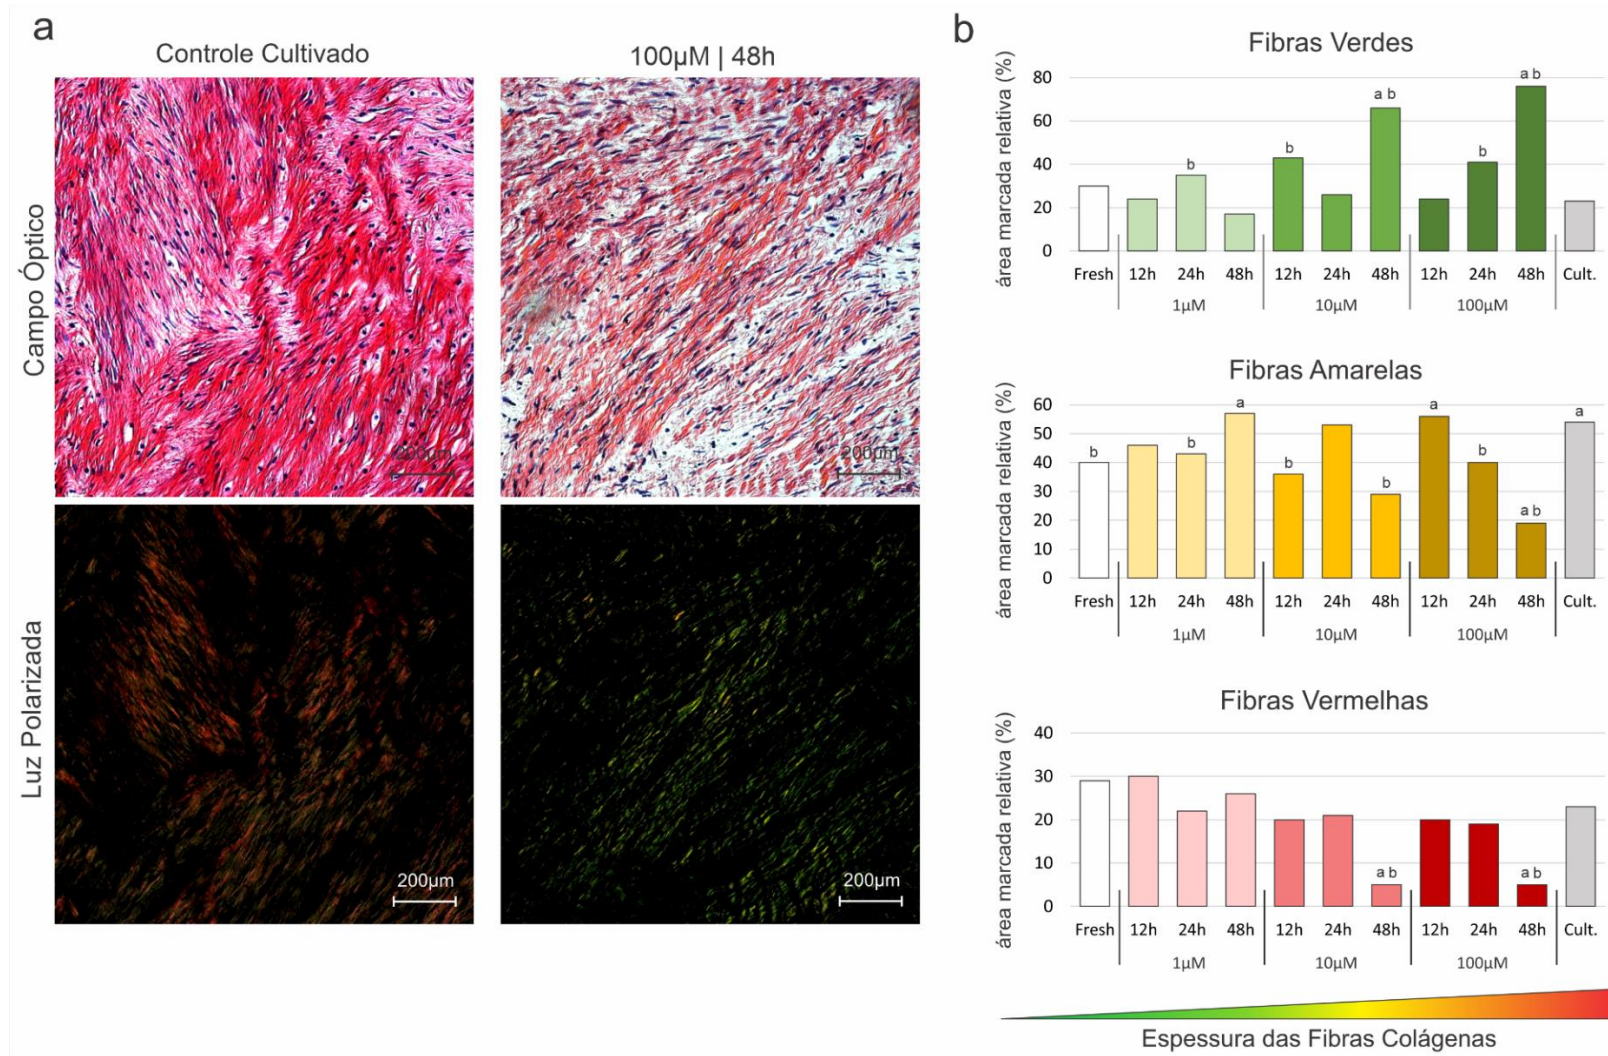 a
Controle Cultivado
100µM | 48h
Campo Óptico
200µm
200µm
Luz Polarizada
200µm
200µm
b
Fibras Verdes
área marcada relativa (%)
80
60
40
20
0
b
b
a b
b
a b
Fresh 12h 24h 48h 12h 24h 48h 12h 24h 48h Cult.
1µM 10µM 100µM
Fibras Amarelas
área marcada relativa (%)
60
50
40
30
20
10
0
b
b
a
b
b
a
b
a b
a
Fresh 12h 24h 48h 12h 24h 48h 12h 24h 48h Cult.
1µM 10µM 100µM
Fibras Vermelhas
área marcada relativa (%)
40
30
20
10
0
a b
a b
Fresh 12h 24h 48h 12h 24h 48h 12h 24h 48h Cult.
1µM 10µM 100µM
Espessura das Fibras Colágenas